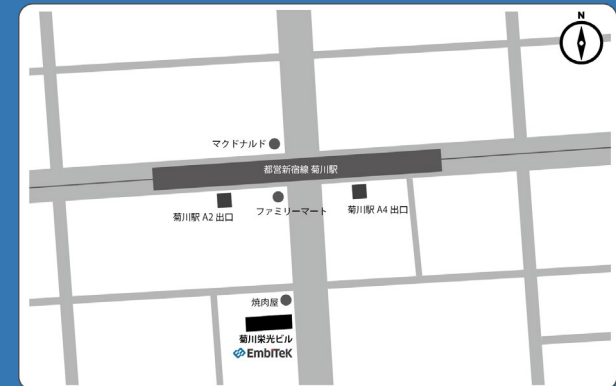 N
マクドナルド
都営新宿線 菊川駅
菊川駅 A2 出口
ファミリーマート
菊川駅 A4 出口
焼肉屋
菊川栄光ビル
EmbITeK